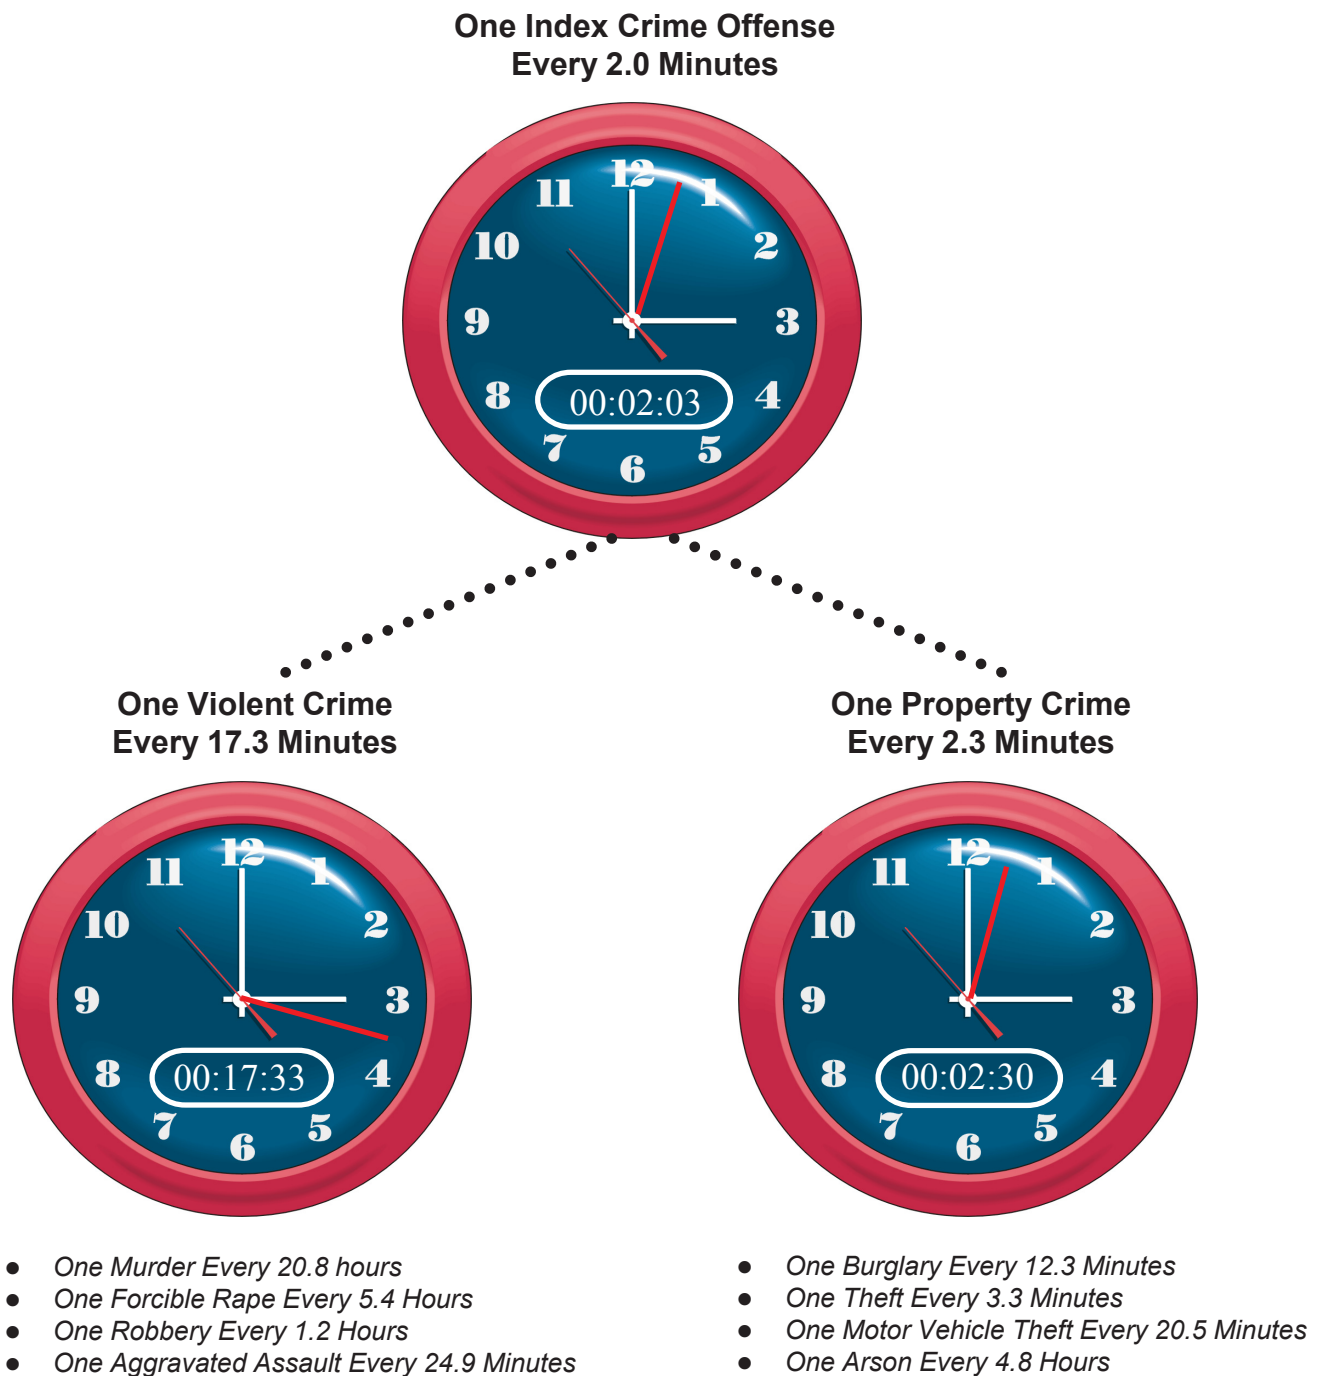 One Index Crime Offense
Every 2.0 Minutes
12
11
1
10
2
9
3
8
4
00:02:03
7
5
6
One Violent Crime
Every 17.3 Minutes
12
11
1
10
2
9
3
8
4
00:17:33
7
5
6
One Property Crime
Every 2.3 Minutes
12
11
1
10
2
9
3
8
4
00:02:30
7
5
6
● One Murder Every 20.8 hours
● One Forcible Rape Every 5.4 Hours
● One Robbery Every 1.2 Hours
● One Aggravated Assault Every 24.9 Minutes
● One Burglary Every 12.3 Minutes
● One Theft Every 3.3 Minutes
● One Motor Vehicle Theft Every 20.5 Minutes
● One Arson Every 4.8 Hours